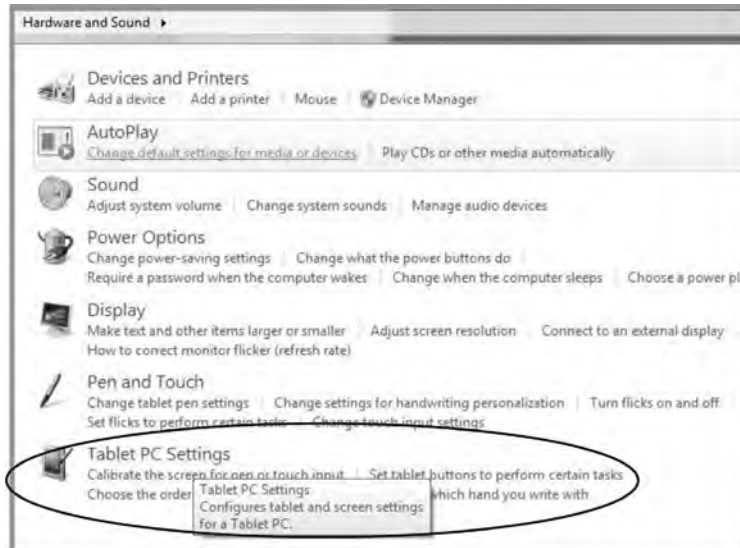 Hardware and Sound
Devices and Printers
Add a device Add a printer Mouse Device Manager
AutoPlay
Change default settings for media or devices Play CDs or other media automatically
Sound
Adjust system volume Change system sounds Manage audio devices
Power Options
Change power-saving settings Change what the power buttons do
Require a password when the computer wakes Change when the computer sleeps Choose a power pl
Display
Make text and other items larger or smaller Adjust screen resolution Connect to an external display
How to correct monitor flicker (refresh rate)
Pen and Touch
Change tablet pen settings Change settings for handwriting personalization Turn flicks on and off
Set flicks to perform certain tasks Change touch input settings
Tablet PC Settings
Calibrate the screen for pen or touch input Set tablet buttons to perform certain tasks
Choose the order which hand you write with
Tablet PC Settings
Configures tablet and screen settings
for a Tablet PC.